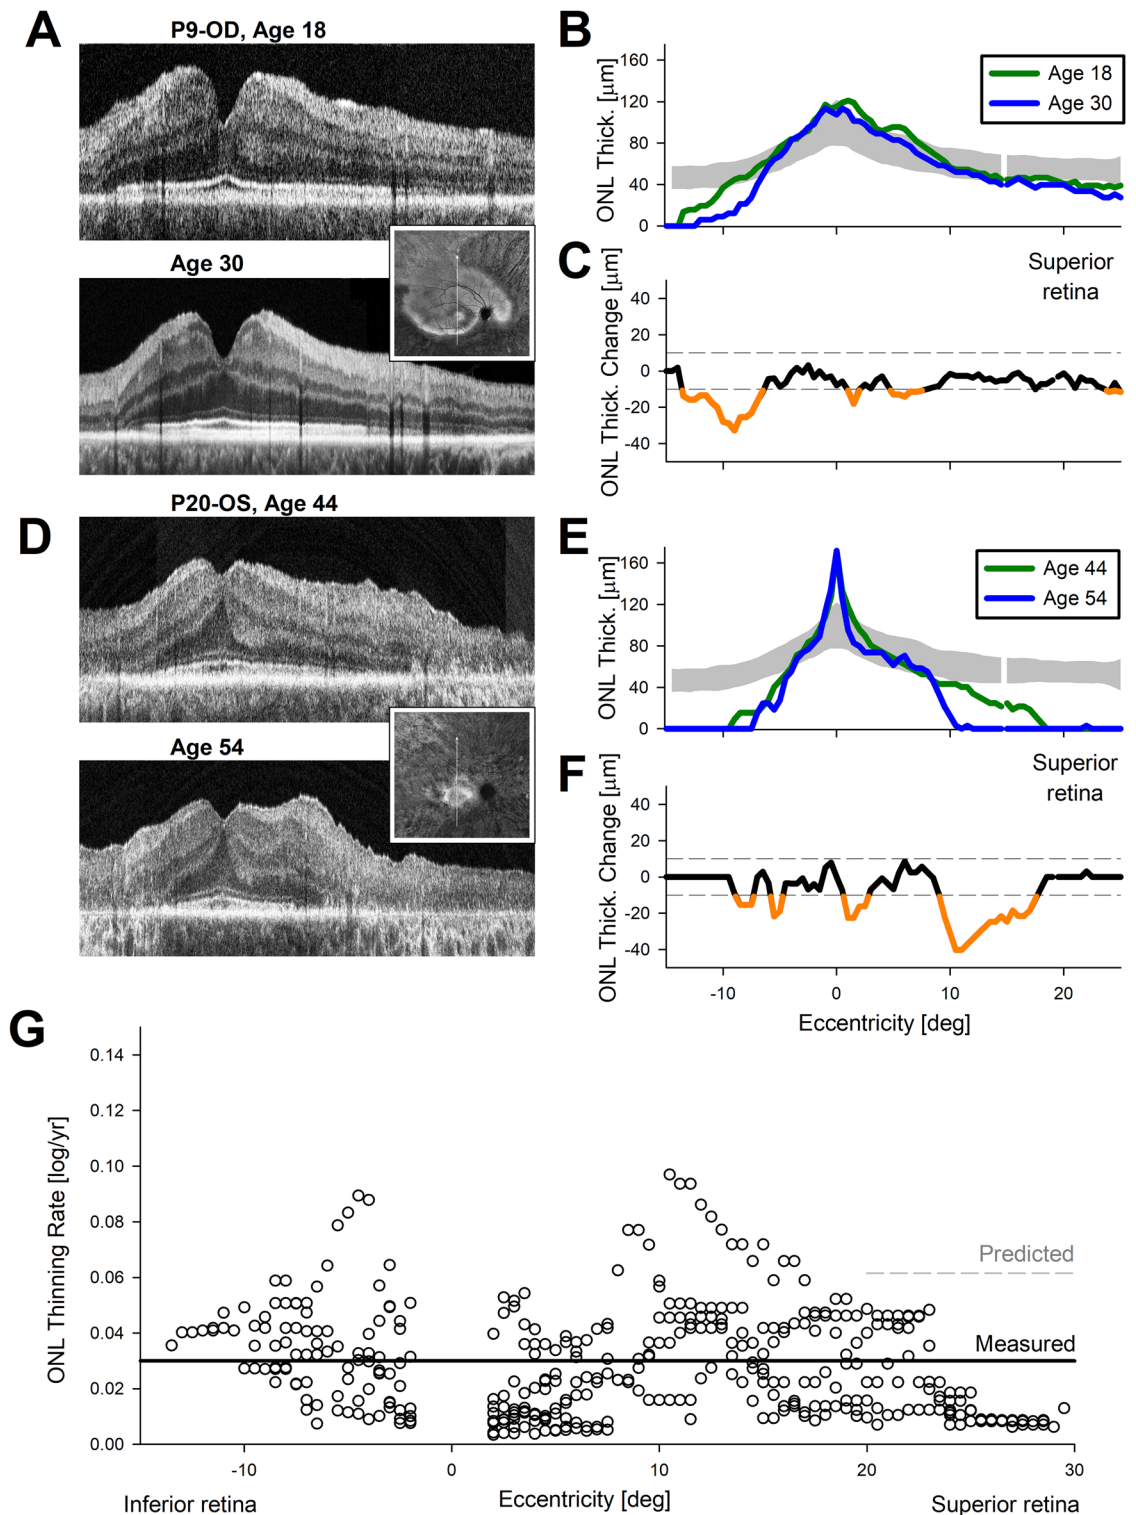 A
P9-OD, Age 18
Age 30
B
ONL Thick. [µm]
160
120
80
40
0
Age 18
Age 30
C
ONL Thick. Change [µm]
Superior
retina
40
20
0
-20
-40
D
P20-OS, Age 44
Age 54
E
ONL Thick. [µm]
160
120
80
40
0
Age 44
Age 54
F
ONL Thick. Change [µm]
Superior
retina
40
20
0
-20
-40
-10 0 10 20
Eccentricity [deg]
G
ONL Thinning Rate [log/yr]
0.14
0.12
0.10
0.08
0.06
0.04
0.02
0.00
Predicted
Measured
-10 0 10 20 30
Inferior retina
Eccentricity [deg]
Superior retina